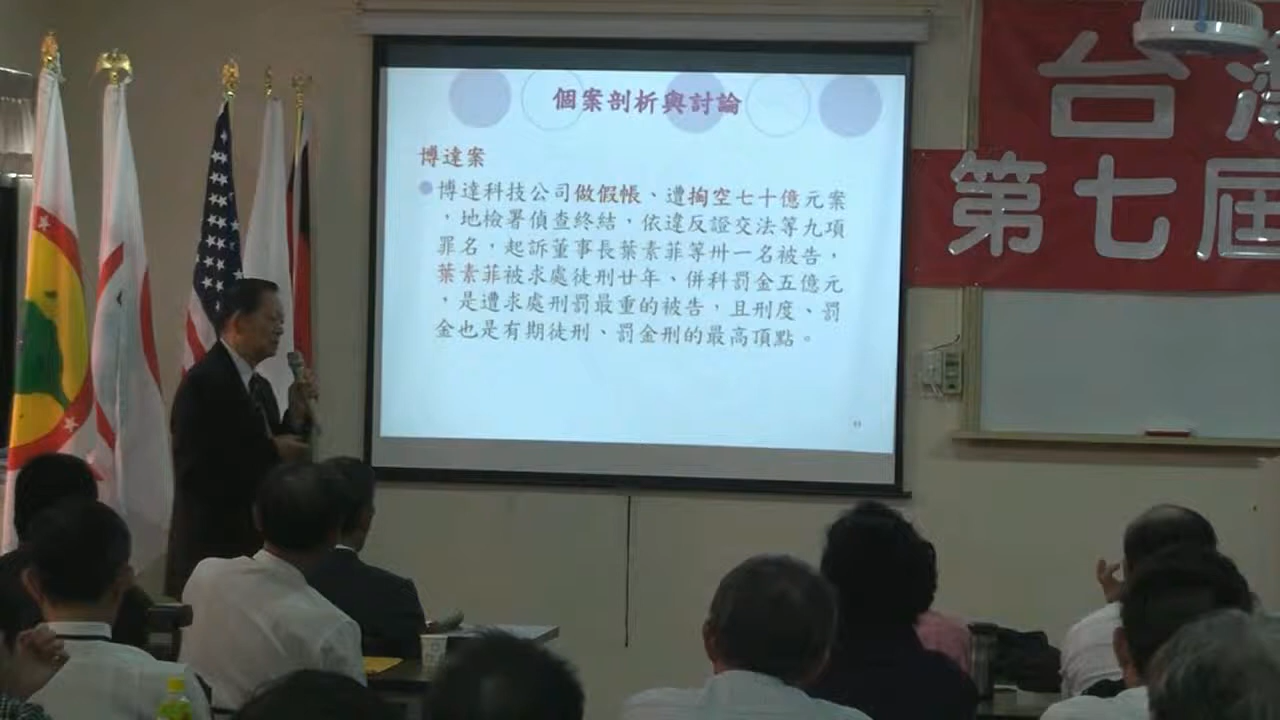 個案剖析與討論
博達案
博達科技公司做假帳、遭掏空七十億元案
，地檢署偵查終結，依違反證交法等九項
罪名，起訴董事長葉素菲等卅一名被告，
葉素菲被求處徒刑廿年、併科罰金五億元
，是遭求處刑罰最重的被告，且刑度、罰
金也是有期徒刑、罰金刑的最高頂點。
台灣
第七屆